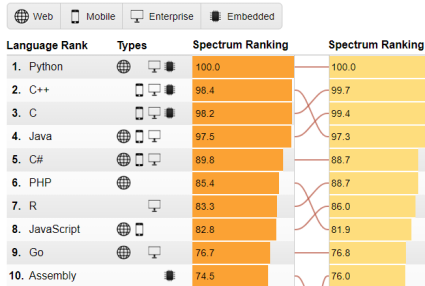 Web Mobile Enterprise Embedded
Language Rank Types Spectrum Ranking Spectrum Ranking
1. Python 100.0 100.0
2. C++ 98.4 99.7
3. C 98.2 99.4
4. Java 97.5 97.3
5. C# 89.8 88.7
6. PHP 85.4 88.7
7. R 83.3 86.0
8. JavaScript 82.8 81.9
9. Go 76.7 76.8
10. Assembly 74.5 76.0